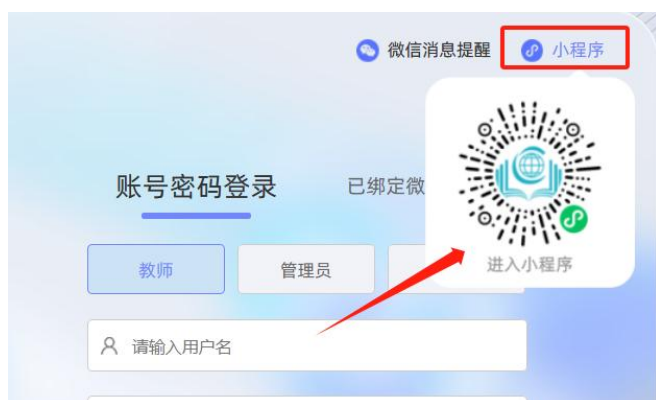 微信消息提醒 小程序
账号密码登录 已绑定微
进入小程序
教师 管理员
请输入用户名